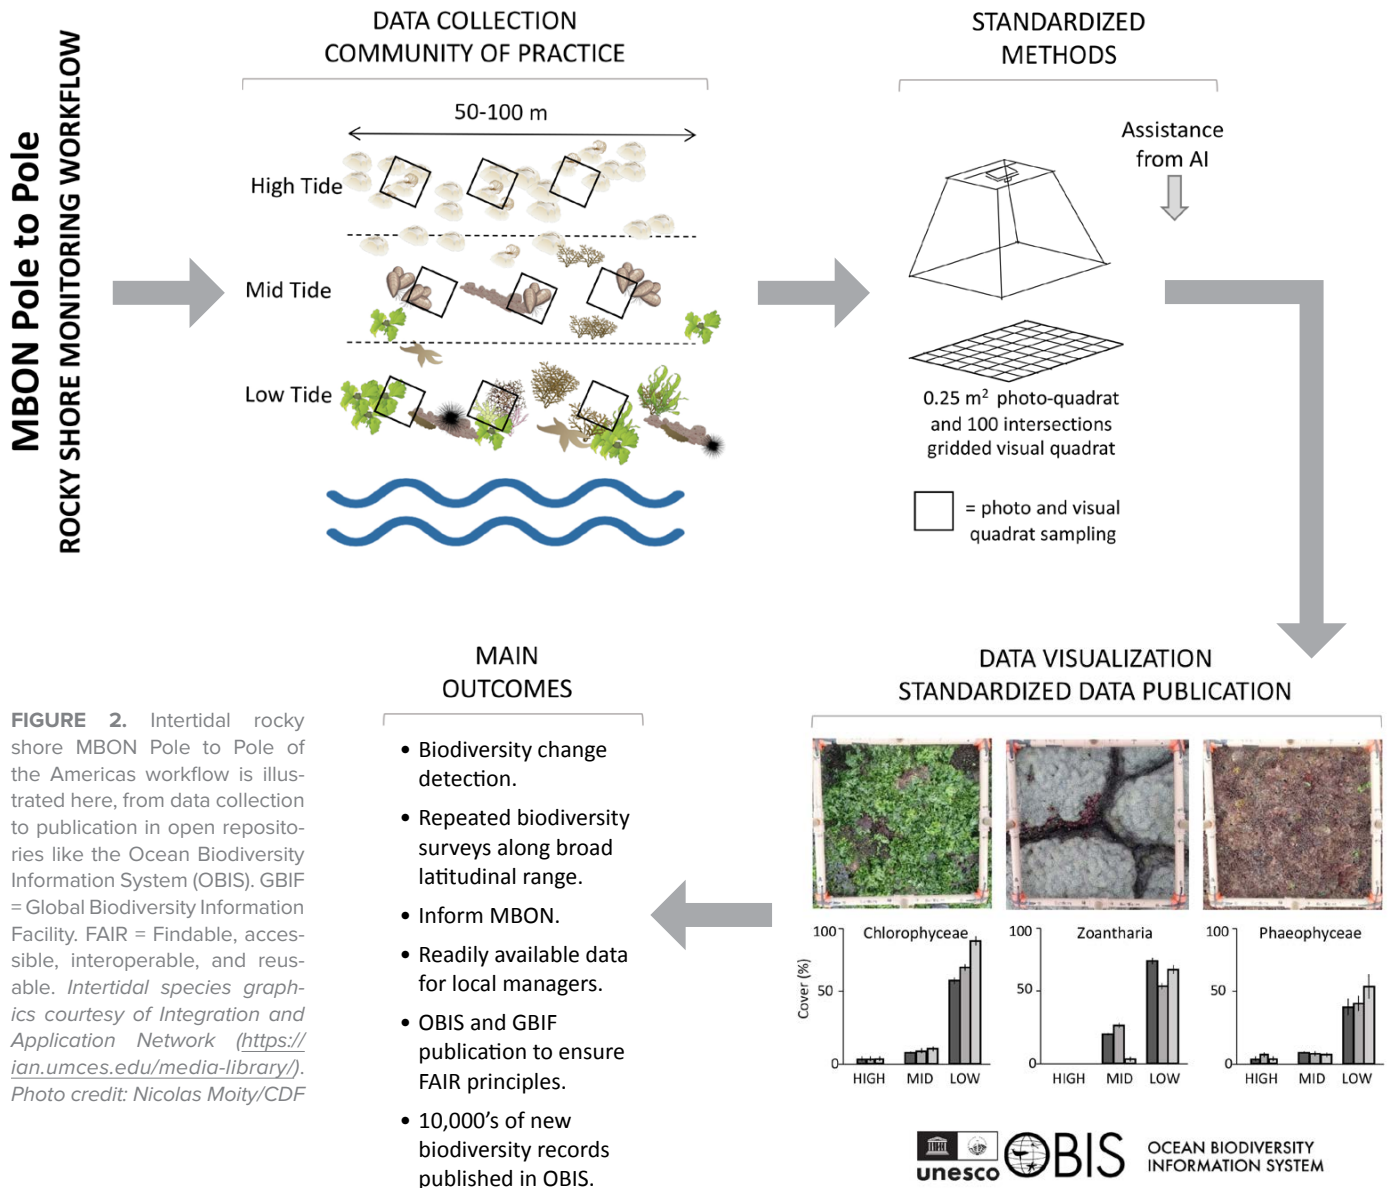 MBON Pole to Pole
ROCKY SHORE MONITORING WORKFLOW
DATA COLLECTION
COMMUNITY OF PRACTICE
50-100 m
High Tide
Mid Tide
Low Tide
STANDARDIZED
METHODS
Assistance
from AI
0.25 m² photo-quadrat
and 100 intersections
gridded visual quadrat
= photo and visual
quadrat sampling
DATA VISUALIZATION
STANDARDIZED DATA PUBLICATION
100
50
0
Cover (%)
Chlorophyceae
HIGH MID LOW
100
50
0
Zoantharia
HIGH MID LOW
100
50
0
Phaeophyceae
HIGH MID LOW
unesco
OBIS
OCEAN BIODIVERSITY
INFORMATION SYSTEM
MAIN
OUTCOMES
• Biodiversity change
detection.
• Repeated biodiversity
surveys along broad
latitudinal range.
• Inform MBON.
• Readily available data
for local managers.
• OBIS and GBIF
publication to ensure
FAIR principles.
• 10,000's of new
biodiversity records
published in OBIS.
FIGURE 2. Intertidal rocky
shore MBON Pole to Pole of
the Americas workflow is illus-
trated here, from data collection
to publication in open reposito-
ries like the Ocean Biodiversity
Information System (OBIS). GBIF
= Global Biodiversity Information
Facility. FAIR = Findable, acces-
sible, interoperable, and reus-
able. Intertidal species graph-
ics courtesy of Integration and
Application Network (https://
ian.umces.edu/media-library/).
Photo credit: Nicolas Moity/CDF